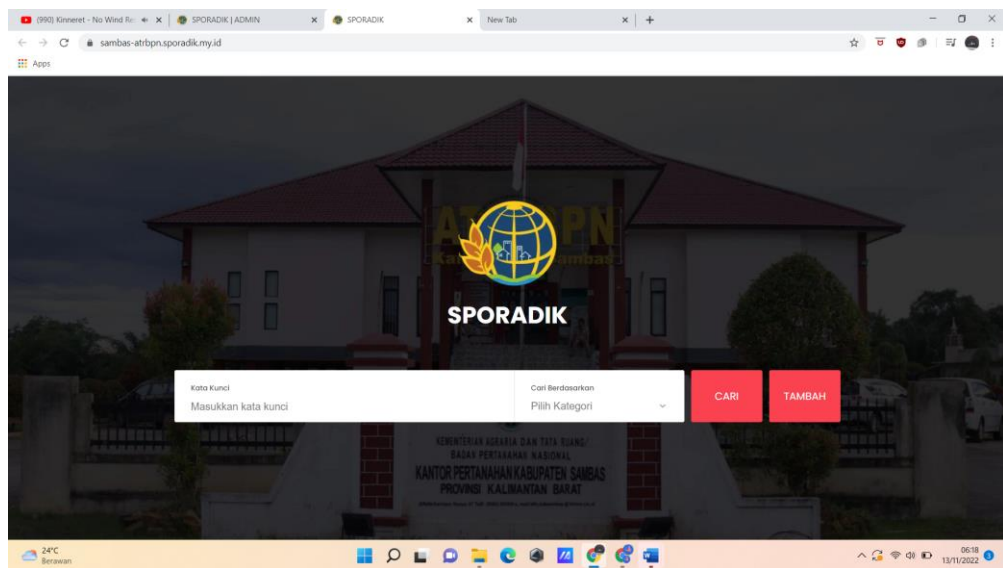 (990) Kinneret - No Wind Re
SPORADIK | ADMIN
SPORADIK
New Tab
sambas-atrbpn.sporadik.my.id
Apps
SPORADIK
Kata Kunci
Masukkan kata kunci
Cari Berdasarkan
Pilih Kategori
CARI
TAMBAH
KEMENTERIAN AGRARIA DAN TATA RUANG/
BADAN PERTANAHAN NASIONAL
KANTOR PERTANAHAN KABUPATEN SAMBAS
PROVINSI KALIMANTAN BARAT
24°C
Berawan
06:18
13/11/2022
3